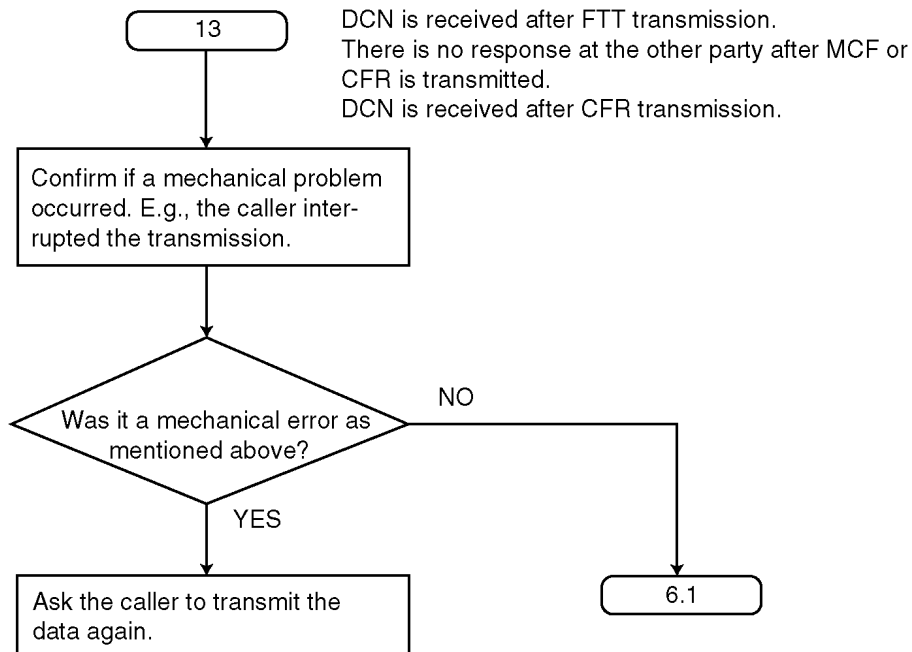 13
DCN is received after FTT transmission.
There is no response at the other party after MCF or
CFR is transmitted.
DCN is received after CFR transmission.
Confirm if a mechanical problem
occurred. E.g., the caller inter-
rupted the transmission.
Was it a mechanical error as
mentioned above?
NO
YES
Ask the caller to transmit the
data again.
6.1